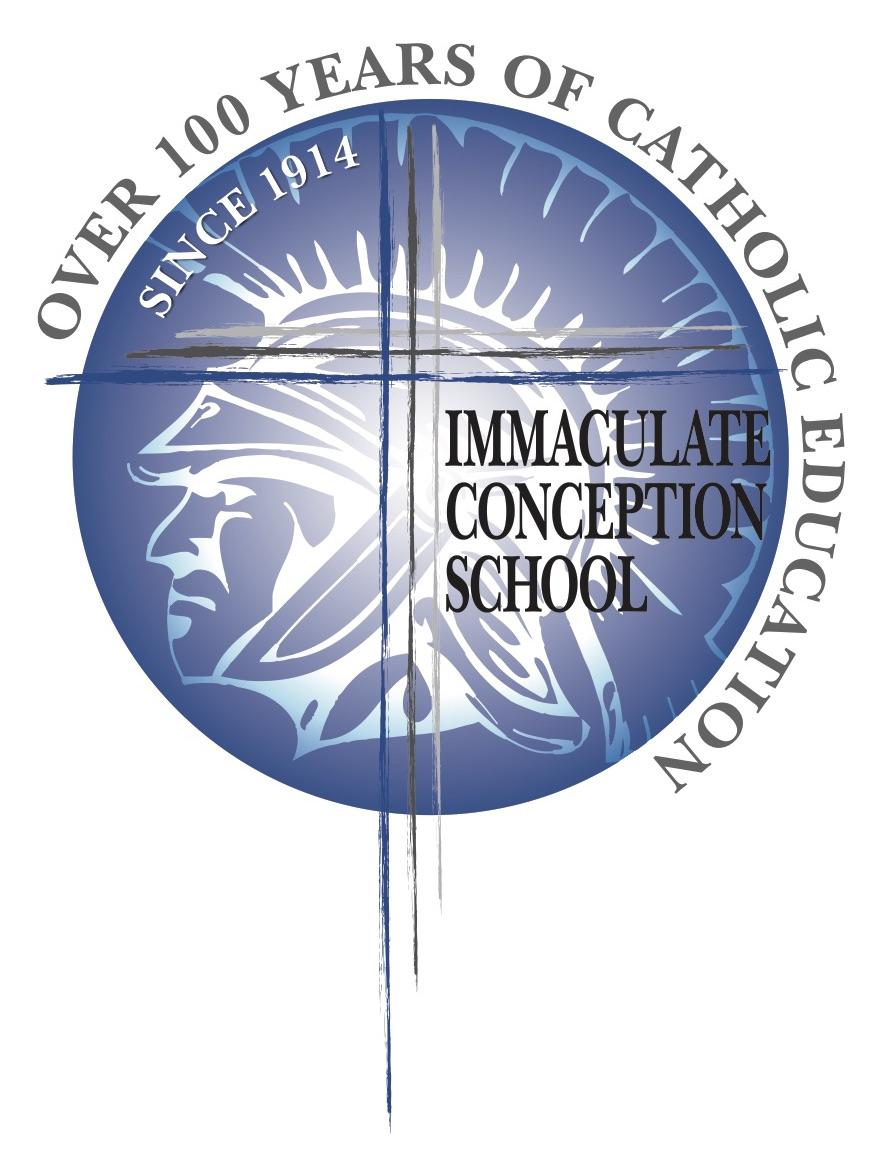 OVER 100 YEARS OF CATHOLIC EDUCATION
SINCE 1914
IMMACULATE
CONCEPTION
SCHOOL